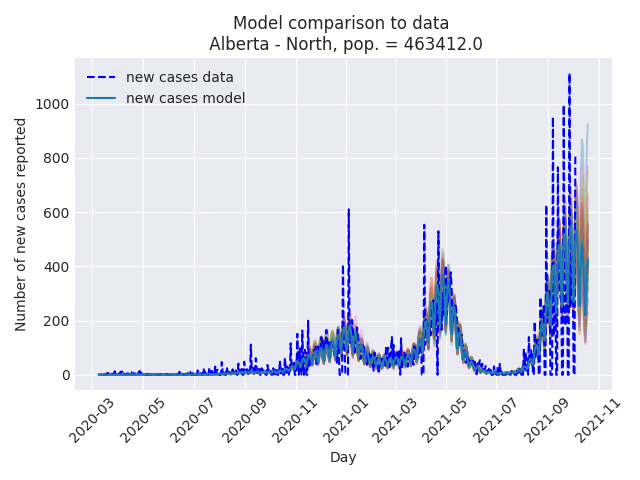 Model comparison to data
Alberta - North, pop. = 463412.0
new cases data
new cases model
Number of new cases reported
1000
800
600
400
200
0
2020-03
2020-05
2020-07
2020-09
2020-11
2021-01
2021-03
2021-05
2021-07
2021-09
2021-11
Day